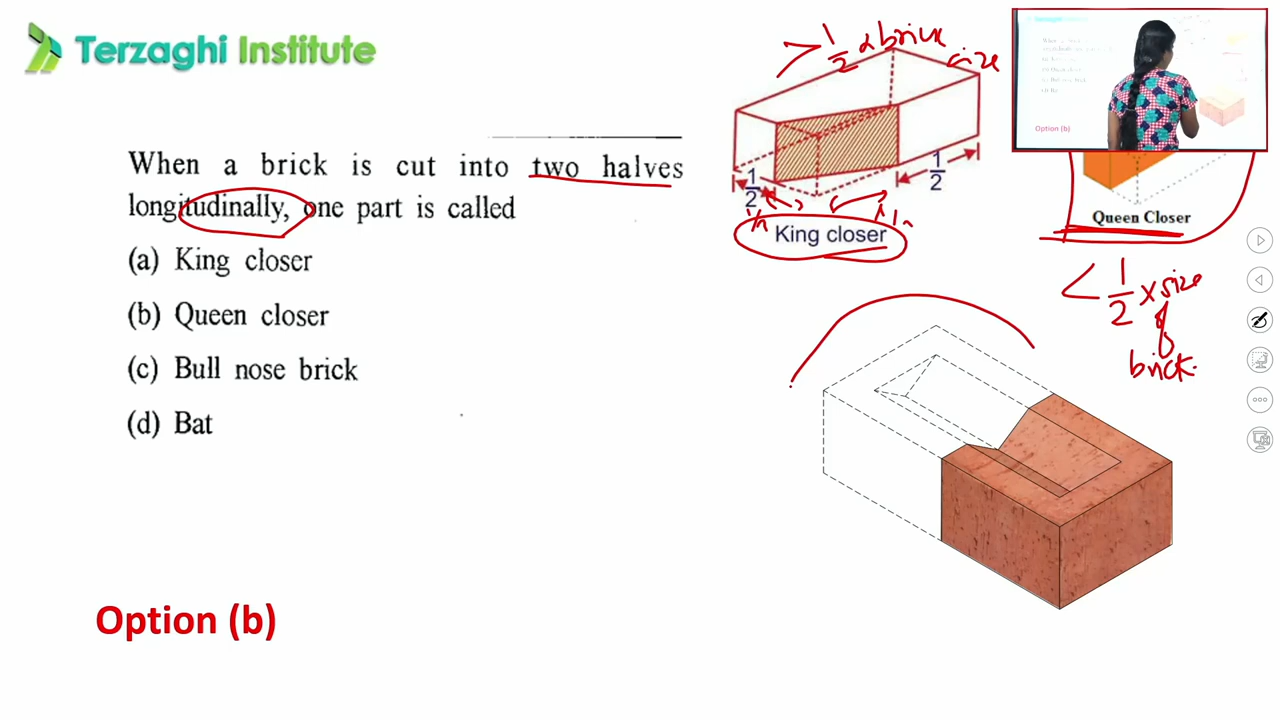 Terzaghi Institute
When a brick is cut into two halves
longitudinally, one part is called
(a) King closer
(b) Queen closer
(c) Bull nose brick
(d) Bat
Option (b)
> 1/2 x brick size
1/2
1/2
King closer
Option (b)
Queen Closer
< 1/2 x size
of
brick.